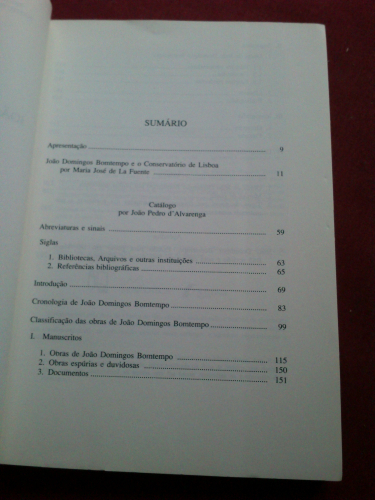 SUMÁRIO
Apresentação 9
João Domingos Bomtempo e o Conservatório de Lisboa
por Maria José de La Fuente 11
Catálogo
por João Pedro d'Alvarenga
Abreviaturas e sinais 59
Siglas
1. Bibliotecas, Arquivos e outras instituições 63
2. Referências bibliográficas 65
Introdução 69
Cronologia de João Domingos Bomtempo 83
Classificação das obras de João Domingos Bomtempo 99
I. Manuscritos
1. Obras de João Domingos Bomtempo 115
2. Obras espúrias e duvidosas 150
3. Documentos 151